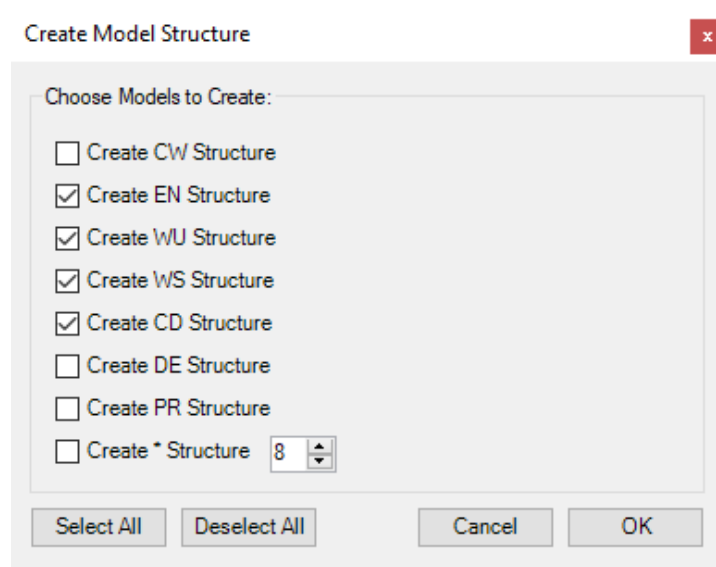 Create Model Structure
x
Choose Models to Create:
Create CW Structure
Create EN Structure
Create WU Structure
Create WS Structure
Create CD Structure
Create DE Structure
Create PR Structure
Create * Structure 8
Select All Deselect All Cancel OK